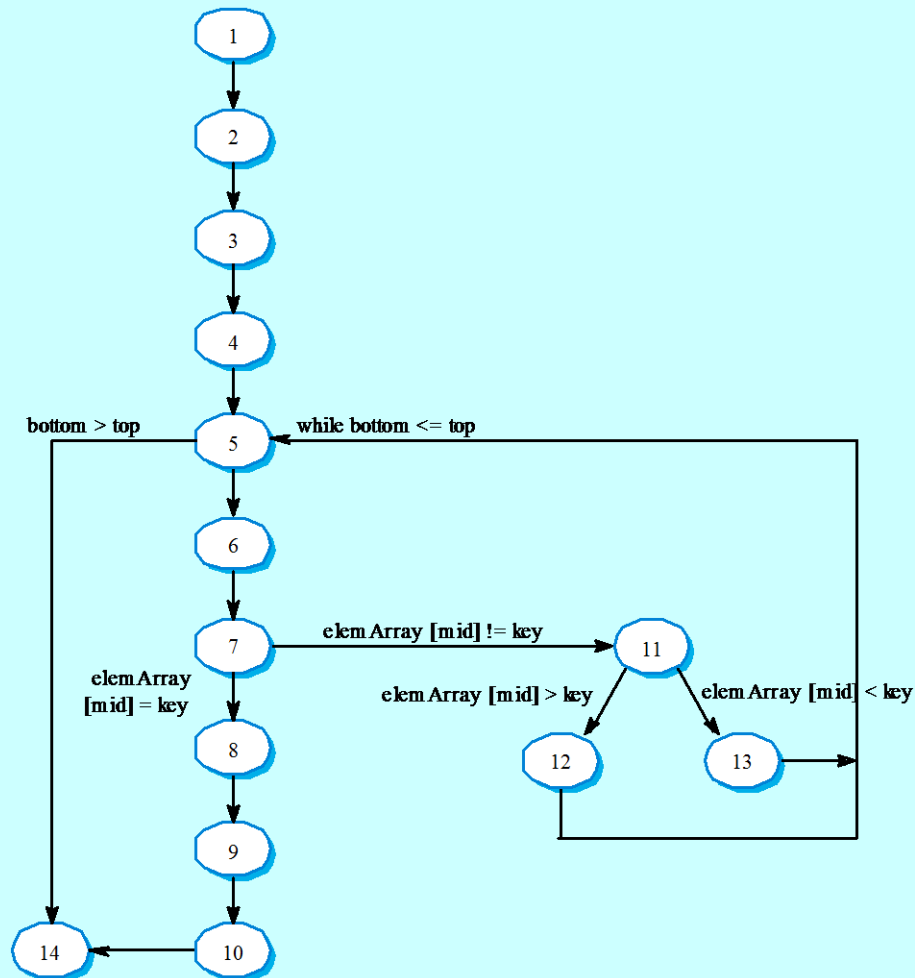 1
2
3
4
bottom > top
while bottom <= top
5
6
7
elem Array [mid] != key
11
elem Array
[mid] = key
elem Array [mid] > key
elem Array [mid] < key
8
12
13
9
14
10